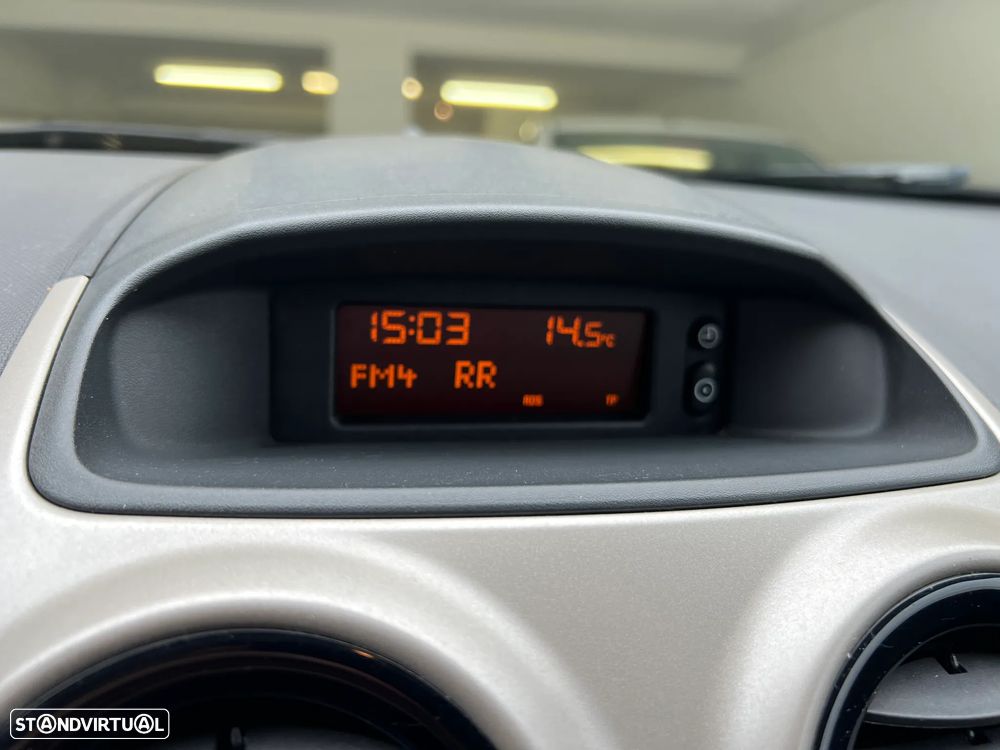 15:03 14.5°C
FM4 RR
RDS TP
STANDVIRTUAL